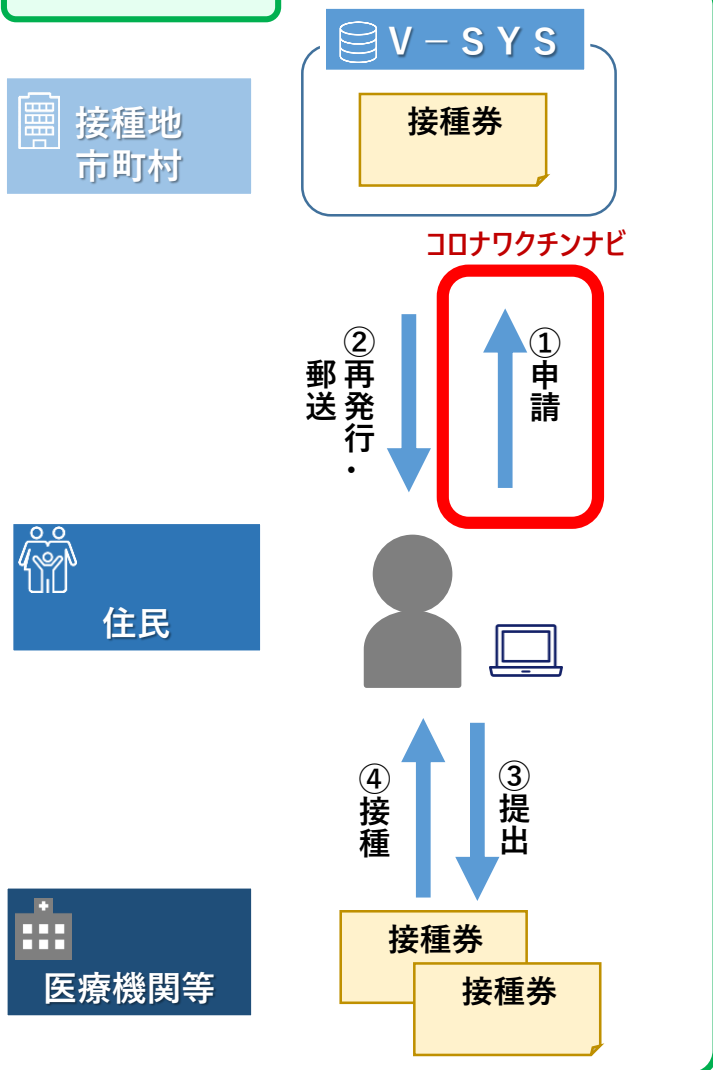 V－SYS
接種地
市町村
接種券
コロナワクチンナビ
①申請
②再発行・
郵送
住民
④接種
③提出
医療機関等
接種券
接種券